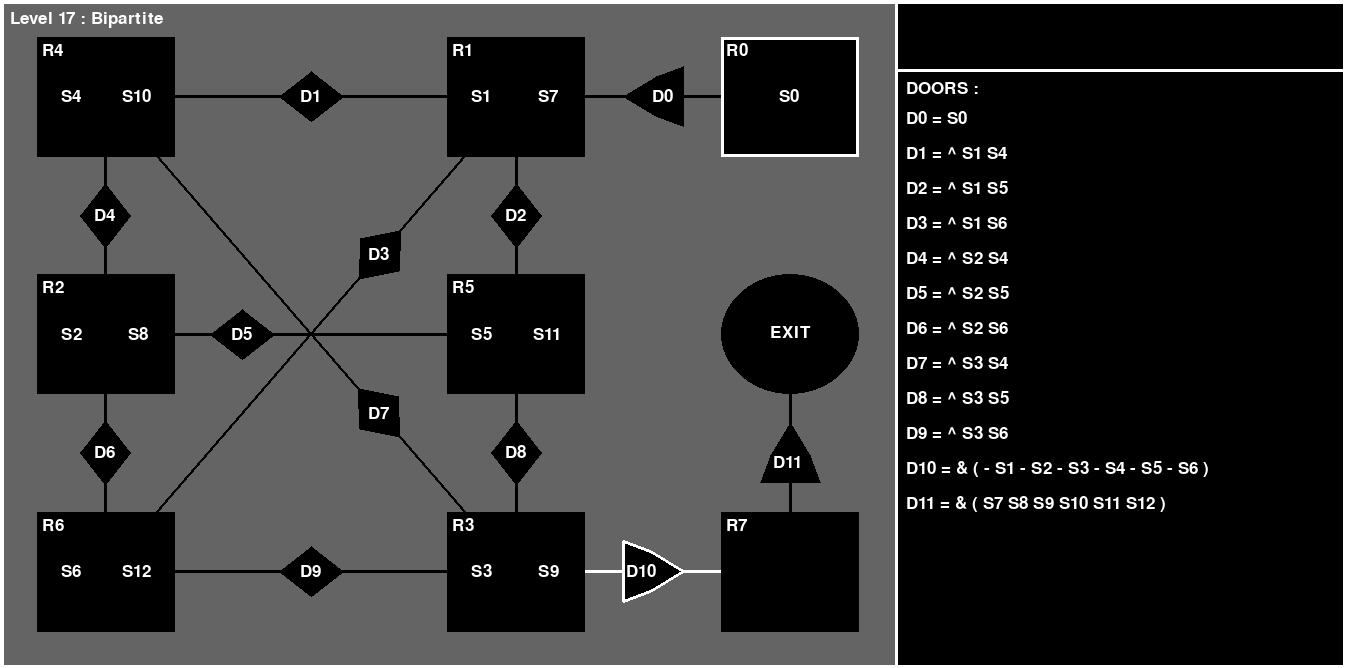 Level 17 : Bipartite
R4
S4 S10
D1
R1
S1 S7
D0
R0
S0
DOORS :
D0 = S0
D1 = ^ S1 S4
D2 = ^ S1 S5
D3 = ^ S1 S6
D4 = ^ S2 S4
D5 = ^ S2 S5
D6 = ^ S2 S6
D7 = ^ S3 S4
D8 = ^ S3 S5
D9 = ^ S3 S6
D10 = & ( - S1 - S2 - S3 - S4 - S5 - S6 )
D11 = & ( S7 S8 S9 S10 S11 S12 )
D4
D3
D2
R2
S2 S8
D5
R5
S5 S11
EXIT
D7
D6
D8
D11
R6
S6 S12
D9
R3
S3 S9
D10
R7